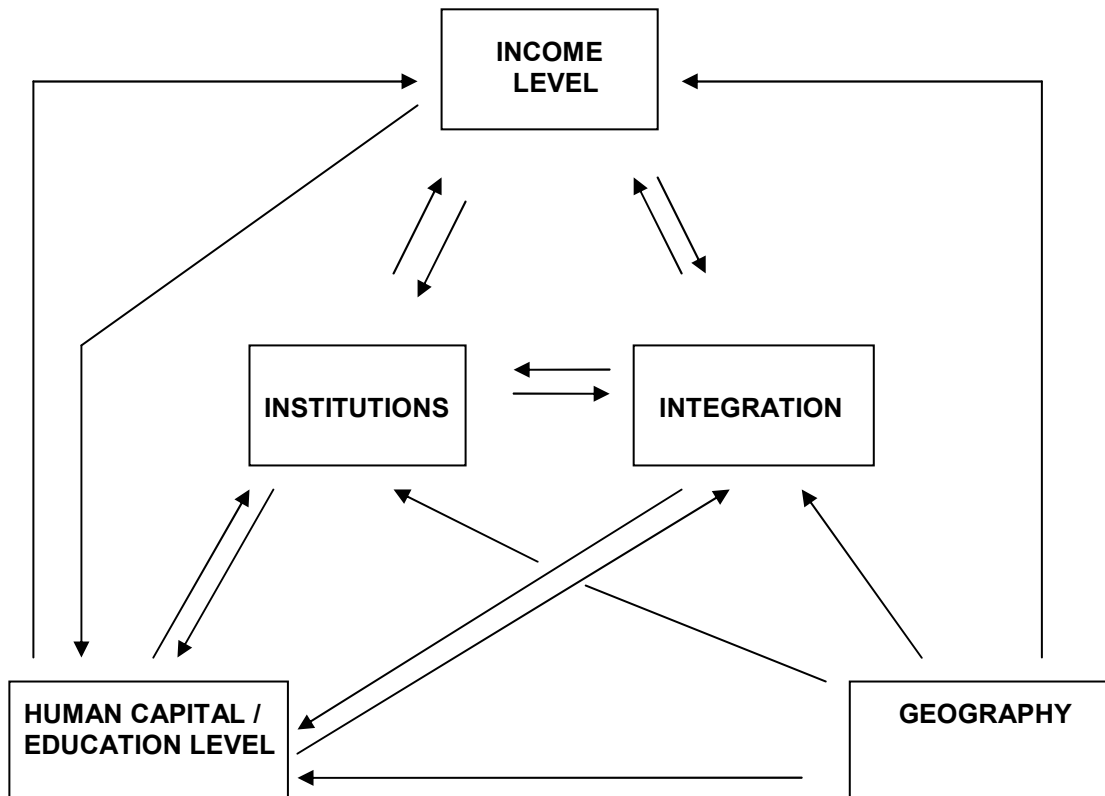 INCOME
LEVEL
INSTITUTIONS
INTEGRATION
HUMAN CAPITAL /
EDUCATION LEVEL
GEOGRAPHY